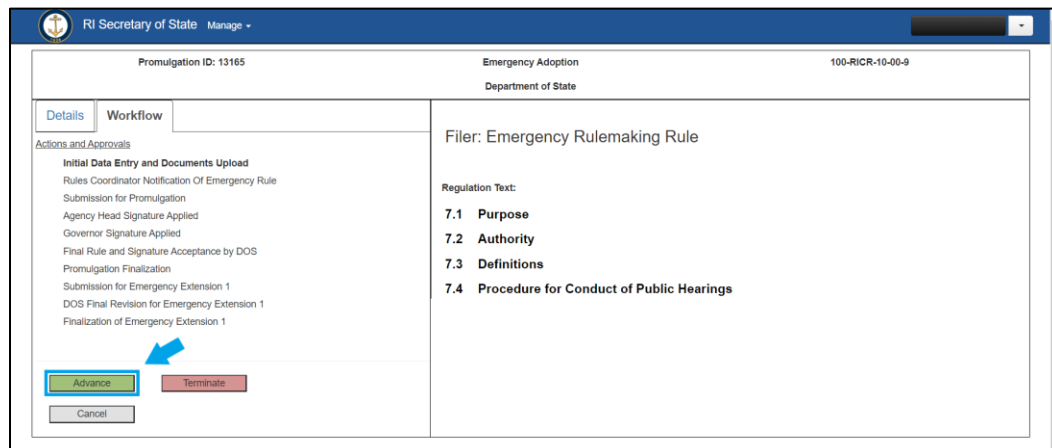 RI Secretary of State Manage
Promulgation ID: 13165 Emergency Adoption 100-RICR-10-00-9
Department of State
Details Workflow
Actions and Approvals
Initial Data Entry and Documents Upload
Rules Coordinator Notification Of Emergency Rule
Submission for Promulgation
Agency Head Signature Applied
Governor Signature Applied
Final Rule and Signature Acceptance by DOS
Promulgation Finalization
Submission for Emergency Extension 1
DOS Final Revision for Emergency Extension 1
Finalization of Emergency Extension 1
Advance Terminate
Cancel
Filer: Emergency Rulemaking Rule
Regulation Text:
7.1 Purpose
7.2 Authority
7.3 Definitions
7.4 Procedure for Conduct of Public Hearings